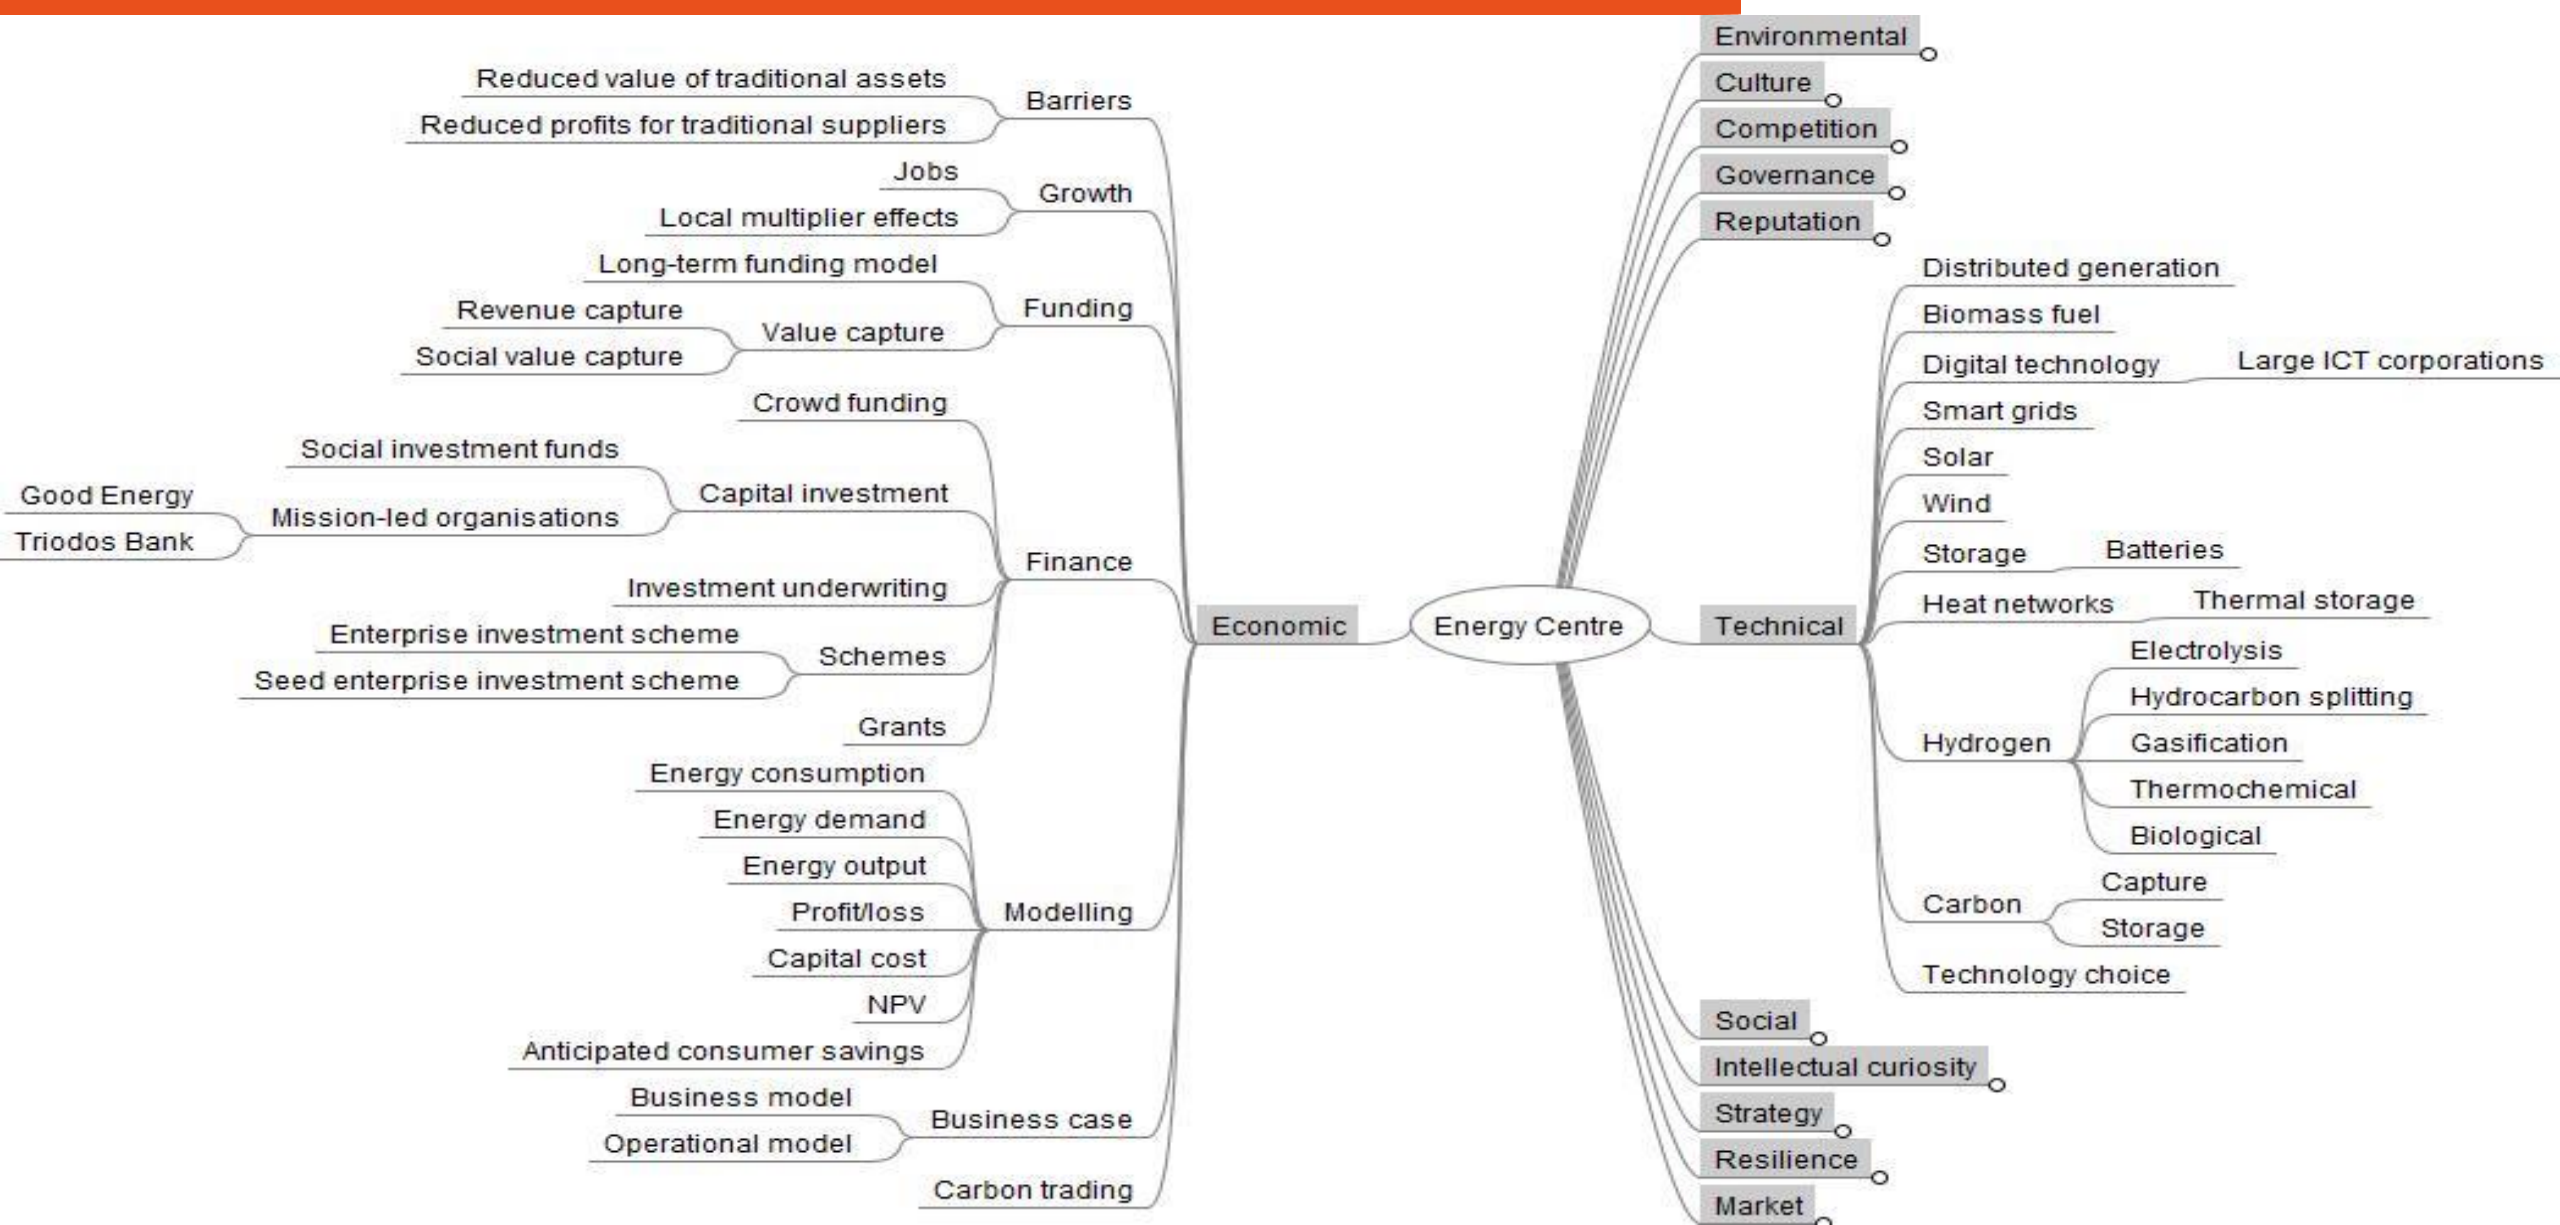 Reduced value of traditional assets
Reduced profits for traditional suppliers
Barriers
Jobs
Local multiplier effects
Growth
Long-term funding model
Revenue capture
Social value capture
Value capture
Funding
Crowd funding
Social investment funds
Good Energy
Triodos Bank
Mission-led organisations
Capital investment
Investment underwriting
Enterprise investment scheme
Seed enterprise investment scheme
Schemes
Grants
Finance
Energy consumption
Energy demand
Energy output
Profit/loss
Capital cost
NPV
Anticipated consumer savings
Modelling
Business model
Operational model
Business case
Carbon trading
Economic
Energy Centre
Environmental
Culture
Competition
Governance
Reputation
Technical
Distributed generation
Biomass fuel
Digital technology
Large ICT corporations
Smart grids
Solar
Wind
Storage
Batteries
Heat networks
Thermal storage
Hydrogen
Electrolysis
Hydrocarbon splitting
Gasification
Thermochemical
Biological
Carbon
Capture
Storage
Technology choice
Social
Intellectual curiosity
Strategy
Resilience
Market